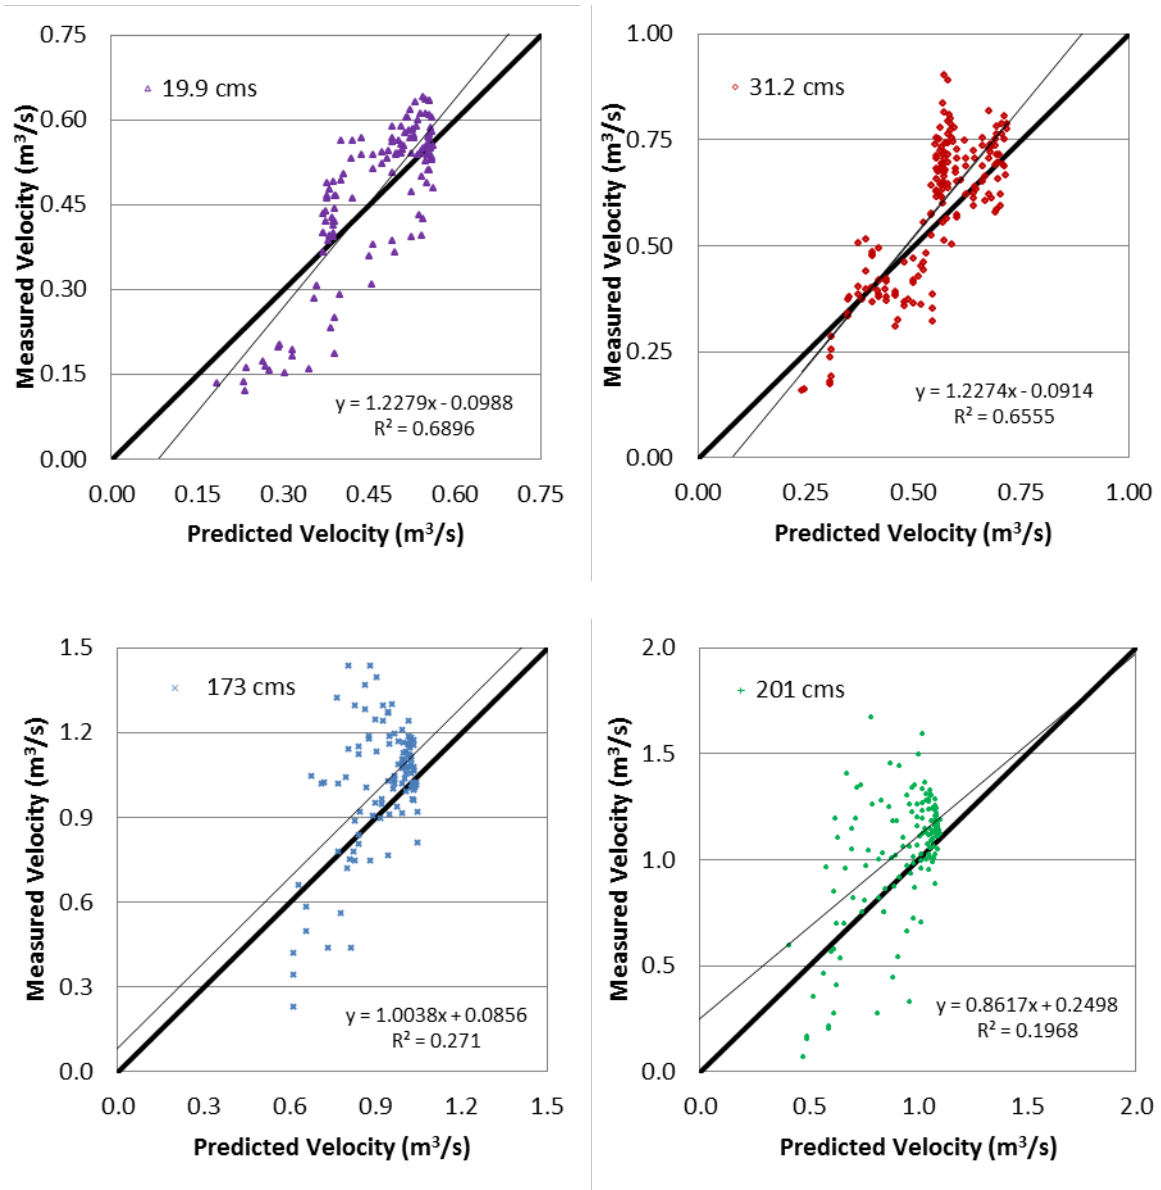 0.75
0.60
0.45
0.30
0.15
0.00
Measured Velocity (m³/s)
19.9 cms
y = 1.2279x - 0.0988
R² = 0.6896
0.00 0.15 0.30 0.45 0.60 0.75
Predicted Velocity (m³/s)
1.00
0.75
0.50
0.25
0.00
Measured Velocity (m³/s)
31.2 cms
y = 1.2274x - 0.0914
R² = 0.6555
0.00 0.25 0.50 0.75 1.00
Predicted Velocity (m³/s)
1.5
1.2
0.9
0.6
0.3
0.0
Measured Velocity (m³/s)
173 cms
y = 1.0038x + 0.0856
R² = 0.271
0.0 0.3 0.6 0.9 1.2 1.5
Predicted Velocity (m³/s)
2.0
1.5
1.0
0.5
0.0
Measured Velocity (m³/s)
201 cms
y = 0.8617x + 0.2498
R² = 0.1968
0.0 0.5 1.0 1.5 2.0
Predicted Velocity (m³/s)